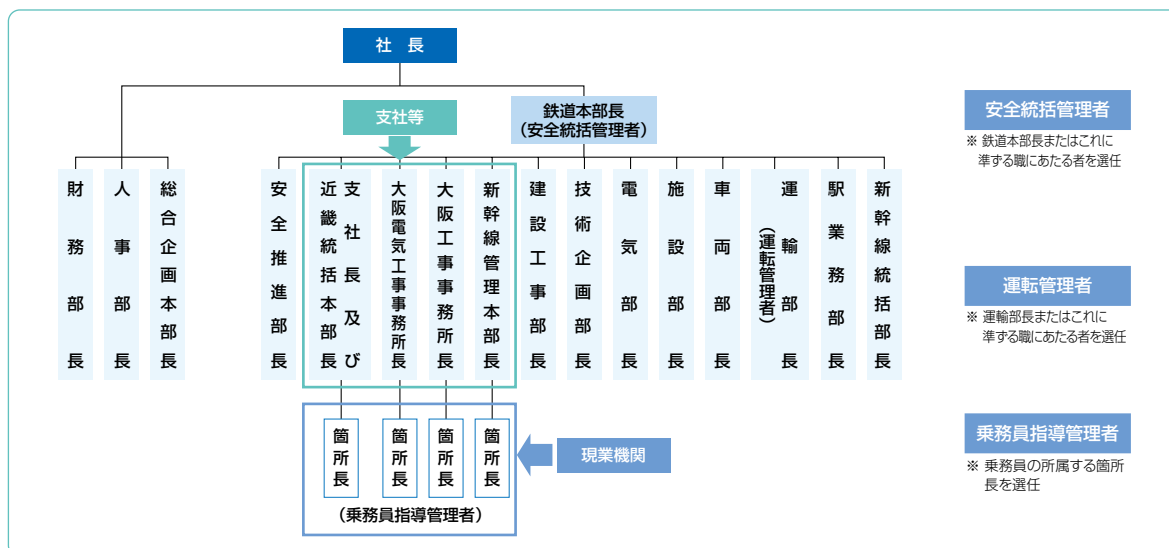 社 長
支社等
鉄道本部長
(安全統括管理者)
財務部長
人事部長
総合企画本部長
安全推進部長
支社長及び
近畿統括本部長
大阪電気工事事務所長
大阪工事事務所長
新幹線管理本部長
建設工事部長
技術企画部長
電気部長
施設部長
車両部長
運輸部長
(運転管理者)
駅業務部長
新幹線統括部長
箇所長
箇所長
箇所長
箇所長
(乗務員指導管理者)
現業機関
安全統括管理者
※ 鉄道本部長またはこれに
準ずる職にあたる者を選任
運転管理者
※ 運輸部長またはこれに
準ずる職にあたる者を選任
乗務員指導管理者
※ 乗務員の所属する箇所
長を選任